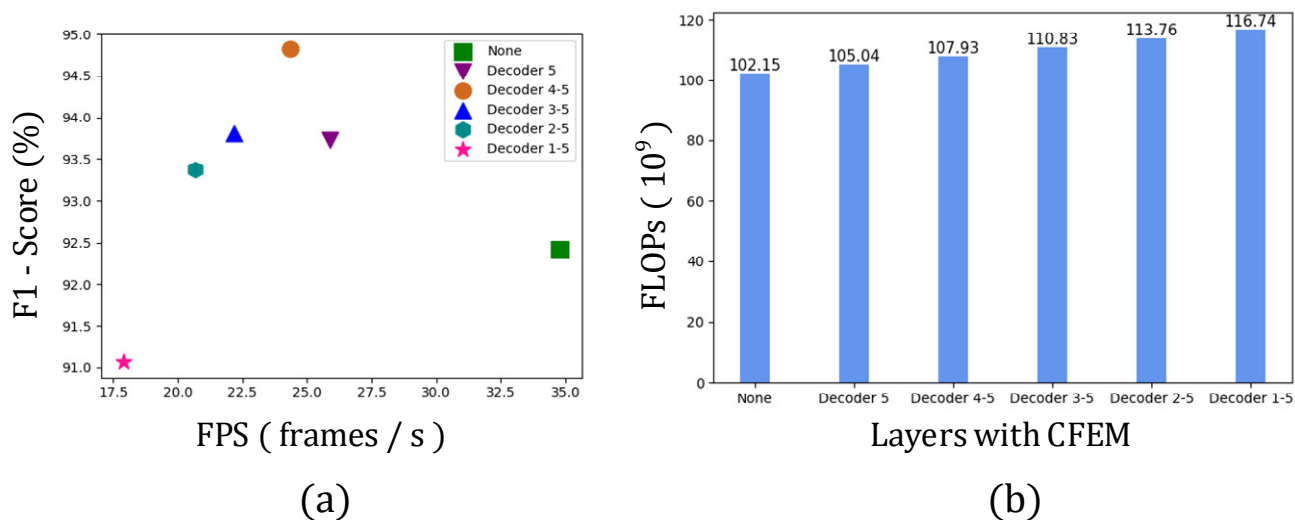 95.0
94.5
94.0
93.5
93.0
92.5
92.0
91.5
91.0
F1 - Score (%)
None
Decoder 5
Decoder 4-5
Decoder 3-5
Decoder 2-5
Decoder 1-5
17.5 20.0 22.5 25.0 27.5 30.0 32.5 35.0
FPS ( frames / s )
(a)
120
100
80
60
40
20
0
FLOPs ( 10⁹ )
102.15 105.04 107.93 110.83 113.76 116.74
None Decoder 5 Decoder 4-5 Decoder 3-5 Decoder 2-5 Decoder 1-5
Layers with CFEM
(b)